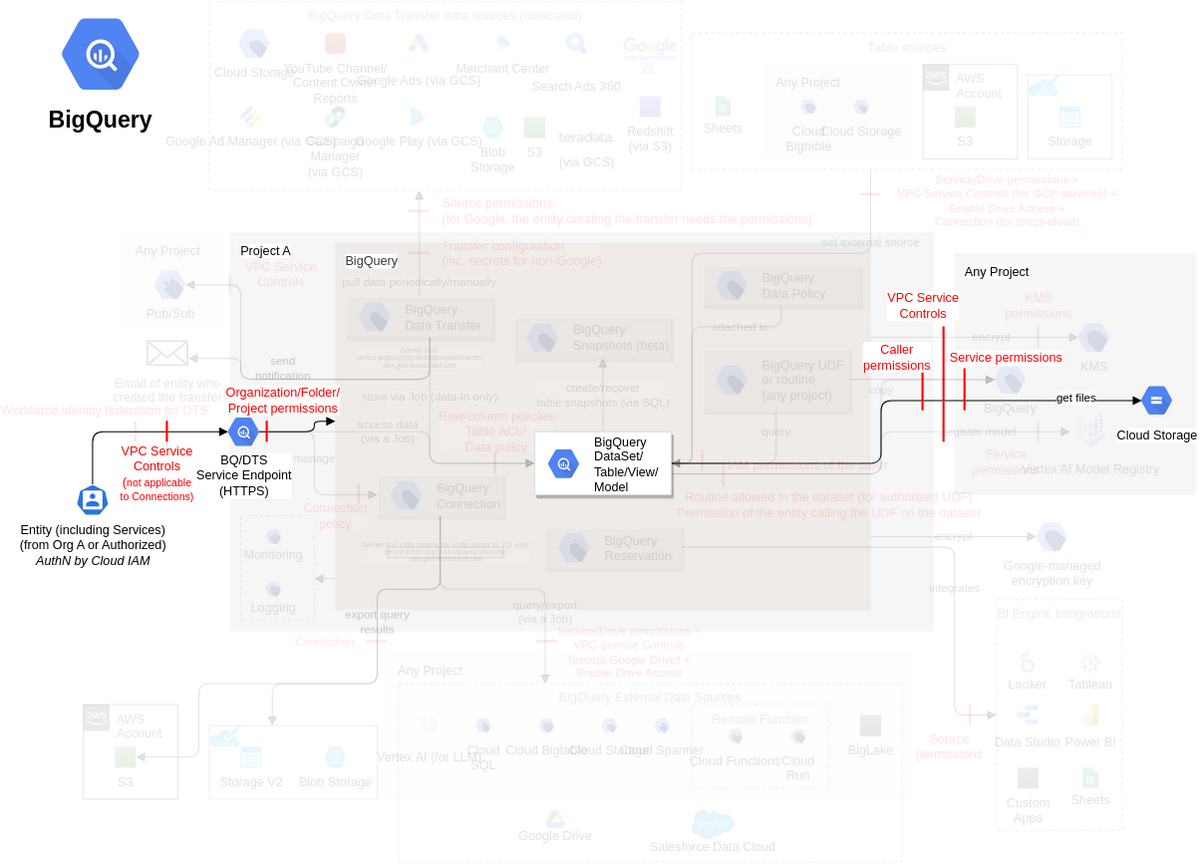 BigQuery
BigQuery Data Transfer data sources (colocated)
Cloud Storage
YouTube Channel/
Content Owner
Reports
Google Ads (via GCS)
Merchant Center
Search Ads 360
Google
Google Ad Manager (via GCS)
Campaign
Manager
(via GCS)
Google Play (via GCS)
Blob
Storage
S3
teradata.
(via GCS)
Redshift
(via S3)
Table sources
Sheets
Any Project
Cloud
Bigtable
Cloud Storage
aws
AWS
Account
S3
Storage
Source permissions
(for Google, the entity creating the transfer needs the permissions)
Service/Drive permissions +
VPC Service Controls (for GCP services) +
Enable Drive Access +
Connection (for cross-cloud)
Any Project
Pub/Sub
Project A
VPC Service
Controls
BigQuery
Transfer configuration
(inc. secrets for non-Google)
pull data periodically/manually
set external source
BigQuery
Data Transfer
BigQuery
Snapshots (beta)
BigQuery
Data Policy
attached to
Any Project
VPC Service
Controls
KMS
permissions
encrypt
KMS
Caller
permissions
Service permissions
send
notification
Email of entity who
created the transfer
Workforce identity federation for DTS
Organization/Folder/
Project permissions
store via Job (data-in only)
create/recover
table snapshots (via SQL)
BigQuery UDF
or routine
(any project)
copy
BigQuery
get files
Cloud Storage
access data
(via a Job)
Row/column policies
Table ACL/
Data policy
query
register model
Service
permissions
Vertex AI Model Registry
VPC Service
Controls
(not applicable
to Connections)
BQ/DTS
Service Endpoint
(HTTPS)
manage
BigQuery
DataSet/
Table/View/
Model
IAM permissions of the caller
Routine allowed in the dataset (for authorized UDF)
Permission of the entity calling the UDF on the dataset
Entity (including Services)
(from Org A or Authorized)
AuthN by Cloud IAM
Connection
policy
BigQuery
Connection
Monitoring
Logging
BigQuery
Reservation
encrypt
Google-managed
encryption key
integrates
export query
results
query/export
(via a Job)
Connection
Service/Drive permissions +
VPC Service Controls
(except Google Drive) +
Enable Drive Access
BI Engine Integrations
Looker
Tableau
Data Studio
Power BI
Custom
Apps
Sheets
Source
permissions
Any Project
BigQuery External Data Sources
Vertex AI (for LLM)
Cloud
SQL
Cloud Bigtable
Cloud Storage
Cloud Spanner
Remote Function
Cloud Functions
Cloud
Run
BigLake
Google Drive
Salesforce Data Cloud
aws
AWS
Account
S3
Storage V2
Blob Storage